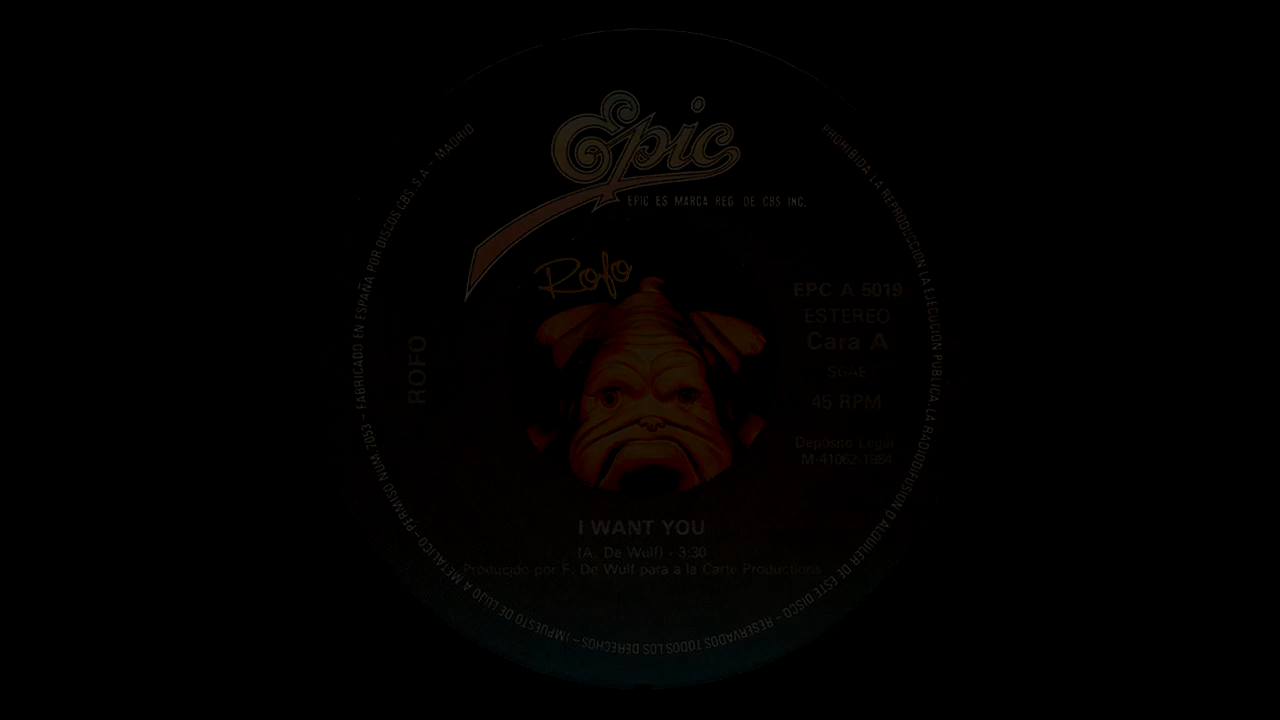 Epic
EPIC ES MARCA REG. DE CBS INC.
Rofo
ROFO
EPC A 5019
ESTEREO
Cara A
SGAE
45 RPM
Depósito Legal
M-41062-1984
I WANT YOU
(A. De Wulf) - 3:30
Producido por F. De Wulf para a la Carte Productions
PROHIBIDA LA REPRODUCCION LA EJECUCION PUBLICA, LA RADIODIFUSION O ALQUILER DE ESTE DISCO - RESERVADOS TODOS LOS DERECHOS - IMPUESTO DE LUJO A METALICO - PERMISO NUM. 7053 - FABRICADO EN ESPAÑA POR DISCOS CBS, S.A. - MADRID